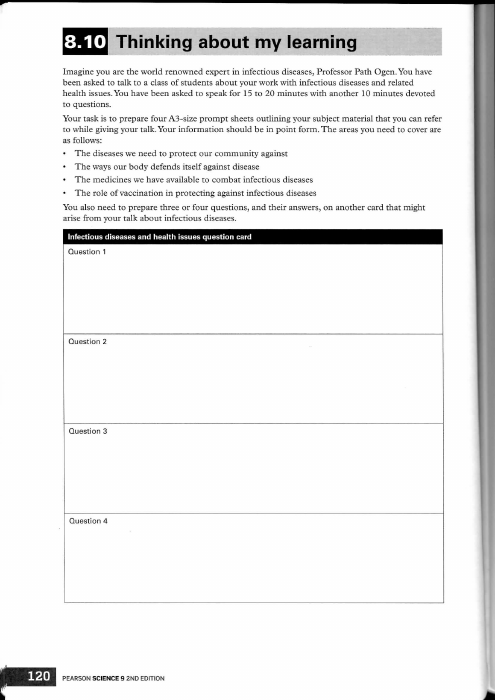 8.10 Thinking about my learning
Imagine you are the world renowned expert in infectious diseases, Professor Path Ogen. You have
been asked to talk to a class of students about your work with infectious diseases and related
health issues. You have been asked to speak for 15 to 20 minutes with another 10 minutes devoted
to questions.
Your task is to prepare four A3-size prompt sheets outlining your subject material that you can refer
to while giving your talk. Your information should be in point form. The areas you need to cover are
as follows:
• The diseases we need to protect our community against
• The ways our body defends itself against disease
• The medicines we have available to combat infectious diseases
• The role of vaccination in protecting against infectious diseases
You also need to prepare three or four questions, and their answers, on another card that might
arise from your talk about infectious diseases.
Infectious diseases and health issues question card
Question 1
Question 2
Question 3
Question 4
120 PEARSON SCIENCE 9 2ND EDITION